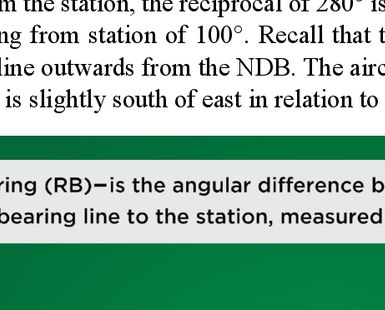 m the station, the reciprocal of 280° is
ng from station of 100°. Recall that t
line outwards from the NDB. The airc
is slightly south of east in relation to
ring (RB)—is the angular difference b
bearing line to the station, measured